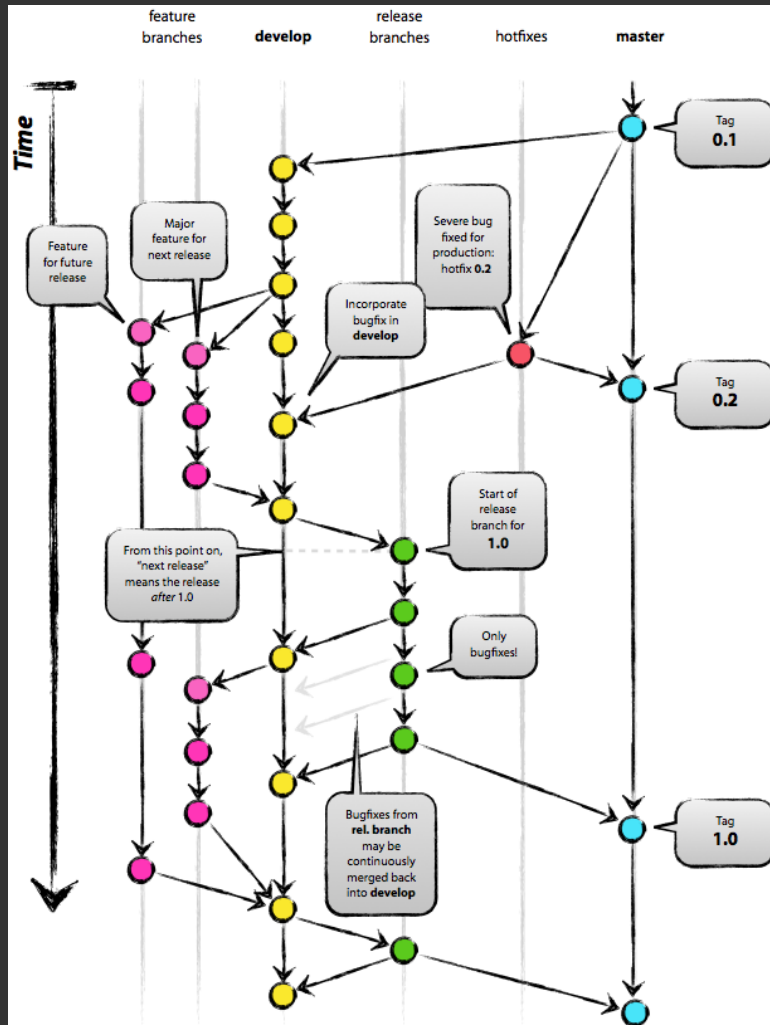 feature
branches
develop
release
branches
hotfixes
master
Time
Tag
0.1
Major
feature for
next release
Feature
for future
release
Severe bug
fixed for
production:
hotfix 0.2
Incorporate
bugfix in
develop
Tag
0.2
Start of
release
branch for
1.0
From this point on,
“next release”
means the release
after 1.0
Only
bugfixes!
Bugfixes from
rel. branch
may be
continuously
merged back
into develop
Tag
1.0